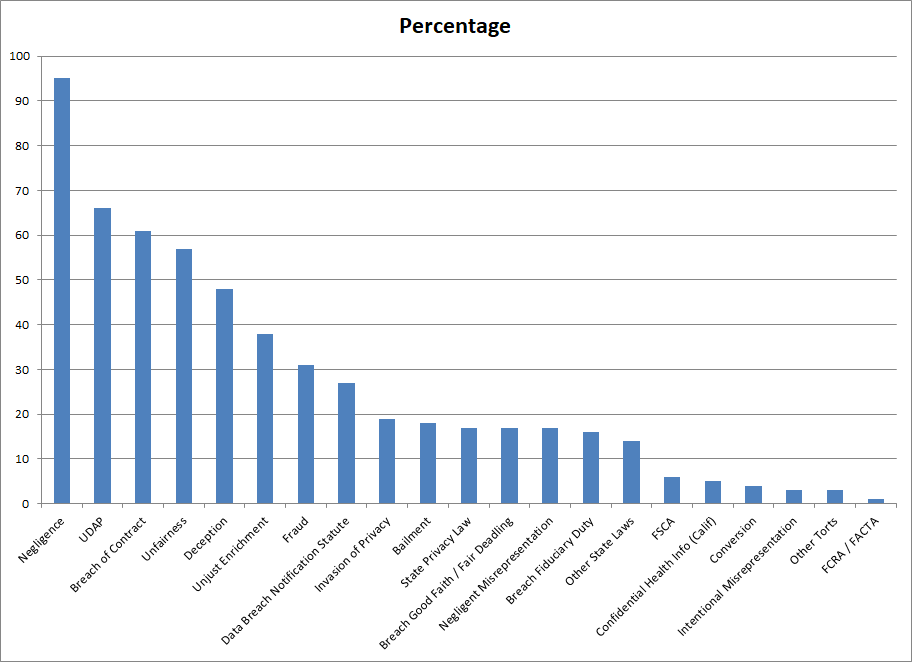 Percentage
100
90
80
70
60
50
40
30
20
10
0
Negligence
UDAP
Breach of Contract
Unfairness
Deception
Unjust Enrichment
Fraud
Data Breach Notification Statute
Invasion of Privacy
Bailment
State Privacy Law
Breach Good Faith / Fair Deadling
Negligent Misrepresentation
Breach Fiduciary Duty
Other State Laws
FSCA
Confidential Health Info (Calif)
Conversion
Intentional Misrepresentation
Other Torts
FCRA / FACTA